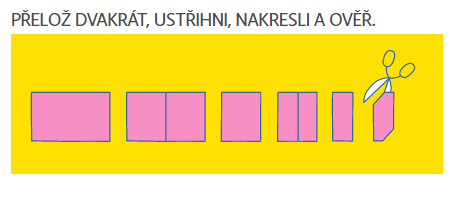 PŘELOŽ DVAKRÁT, USTŘIHNI, NAKRESLI A OVĚŘ.